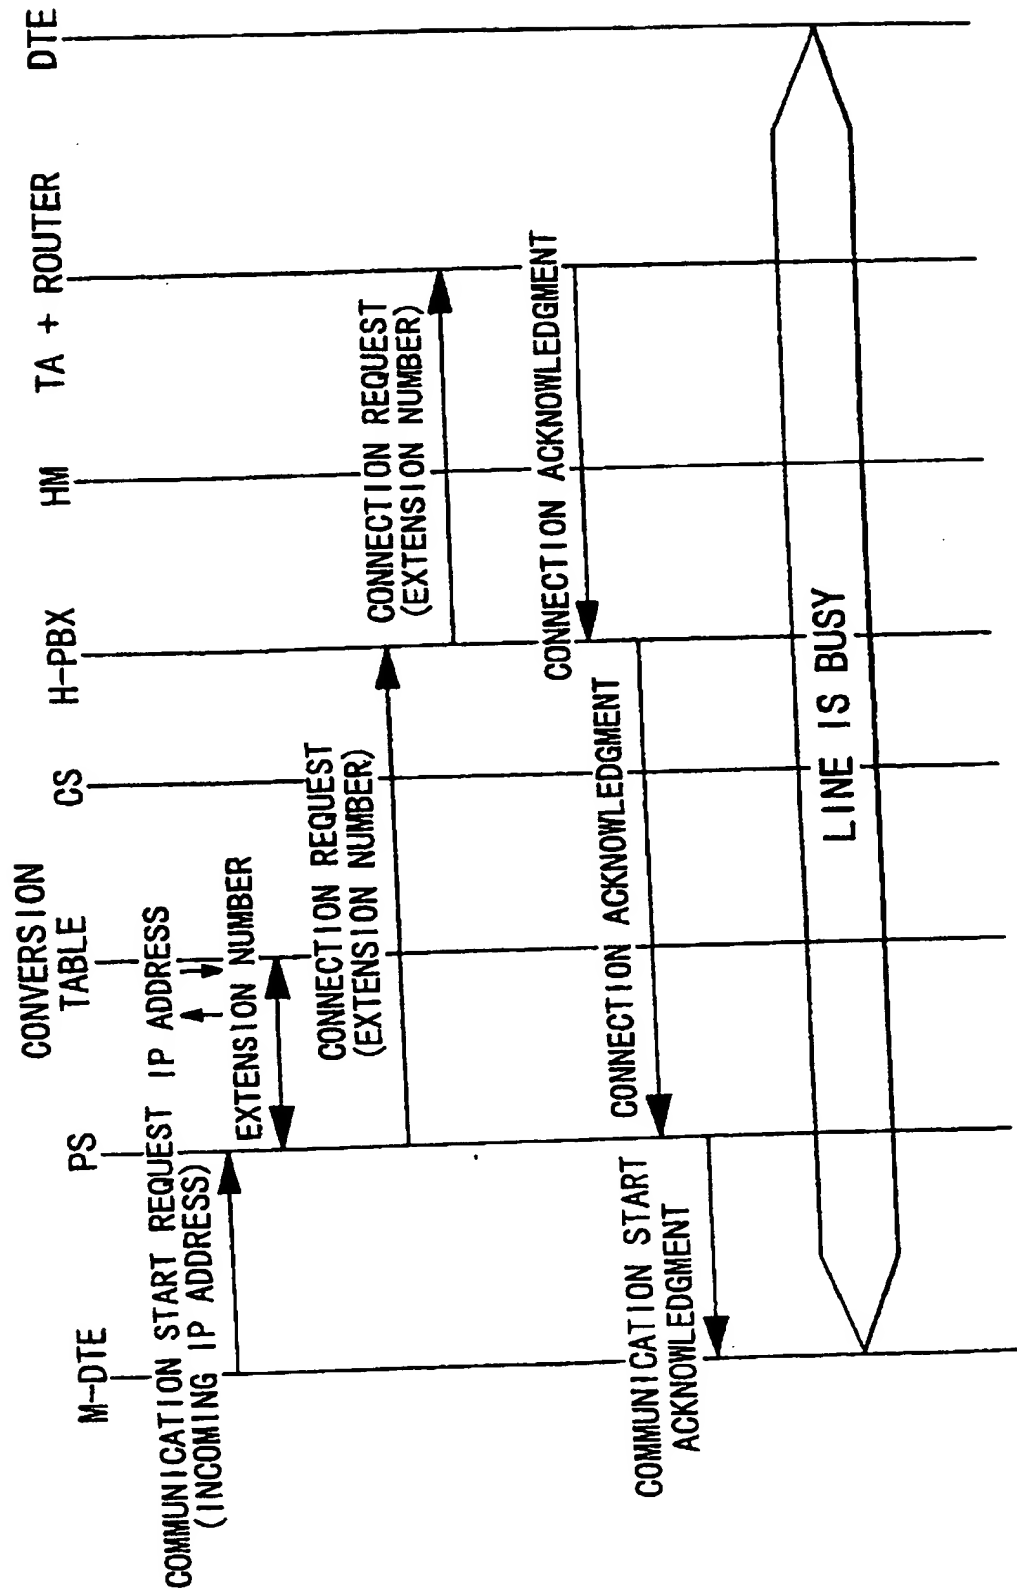 M-DTE
PS
CONVERSION
TABLE
CS
H-PBX
HM
TA + ROUTER
DTE
COMMUNICATION START REQUEST IP ADDRESS
(INCOMING IP ADDRESS)
EXTENSION NUMBER
CONNECTION REQUEST
(EXTENSION NUMBER)
CONNECTION REQUEST
(EXTENSION NUMBER)
CONNECTION ACKNOWLEDGMENT
CONNECTION ACKNOWLEDGMENT
COMMUNICATION START
ACKNOWLEDGMENT
LINE IS BUSY